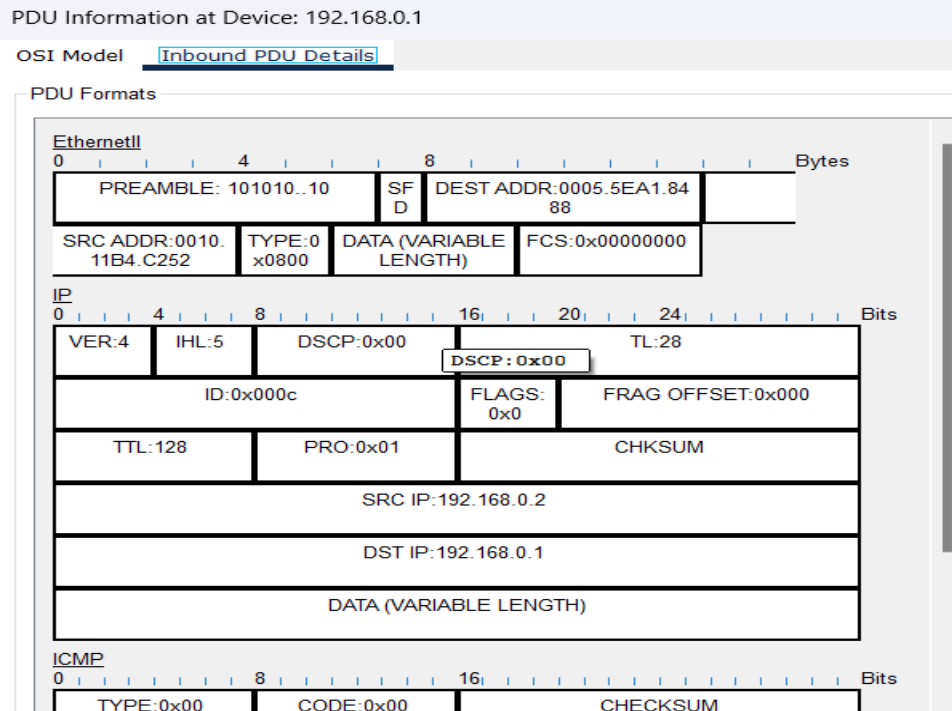 PDU Information at Device: 192.168.0.1
OSI Model Inbound PDU Details
PDU Formats
EthernetII
0 4 8 Bytes
PREAMBLE: 101010..10 SF DEST ADDR:0005.5EA1.84
D 88
SRC ADDR:0010. TYPE:0 DATA (VARIABLE FCS:0x00000000
11B4.C252 x0800 LENGTH)
IP
0 4 8 16 20 24 Bits
VER:4 IHL:5 DSCP:0x00 TL:28
DSCP:0x00
ID:0x000c FLAGS: FRAG OFFSET:0x000
0x0
TTL:128 PRO:0x01 CHKSUM
SRC IP:192.168.0.2
DST IP:192.168.0.1
DATA (VARIABLE LENGTH)
ICMP
0 8 16 Bits
TYPE:0x00 CODE:0x00 CHECKSUM